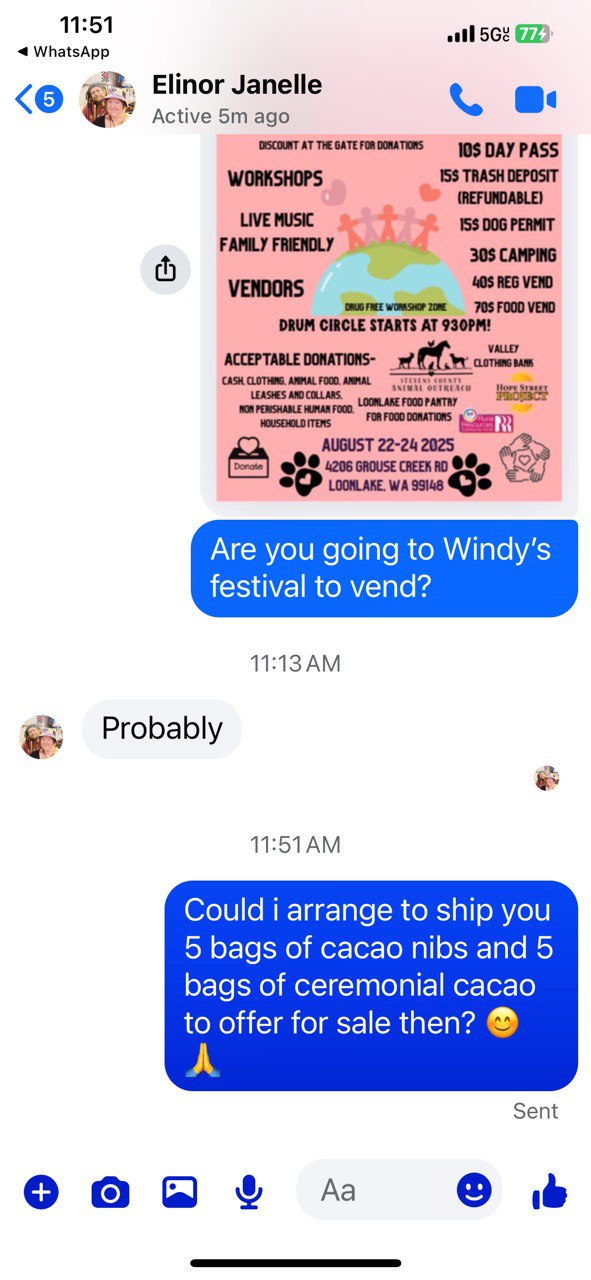 11:51
5G 77
◀ WhatsApp
5
Elinor Janelle
Active 5m ago
DISCOUNT AT THE GATE FOR DONATIONS
10$ DAY PASS
WORKSHOPS
15$ TRASH DEPOSIT
(REFUNDABLE)
LIVE MUSIC
15$ DOG PERMIT
FAMILY FRIENDLY
30$ CAMPING
VENDORS
40$ REG VEND
DRUG FREE WORKSHOP ZONE
70$ FOOD VEND
DRUM CIRCLE STARTS AT 930PM!
ACCEPTABLE DONATIONS-
VALLEY
CLOTHING BANK
CASH, CLOTHING, ANIMAL FOOD, ANIMAL
LEASHES AND COLLARS,
NON PERISHABLE HUMAN FOOD,
HOUSEHOLD ITEMS
STEVENS COUNTY
ANIMAL OUTREACH
HOPE STREET
PROJECT
LOONLAKE FOOD PANTRY
FOR FOOD DONATIONS
Rural
Resources
Donate
AUGUST 22-24 2025
4206 GROUSE CREEK RD
LOONLAKE, WA 99148
Are you going to Windy's
festival to vend?
11:13 AM
Probably
11:51 AM
Could i arrange to ship you
5 bags of cacao nibs and 5
bags of ceremonial cacao
to offer for sale then? 😊
🙏
Sent
Aa